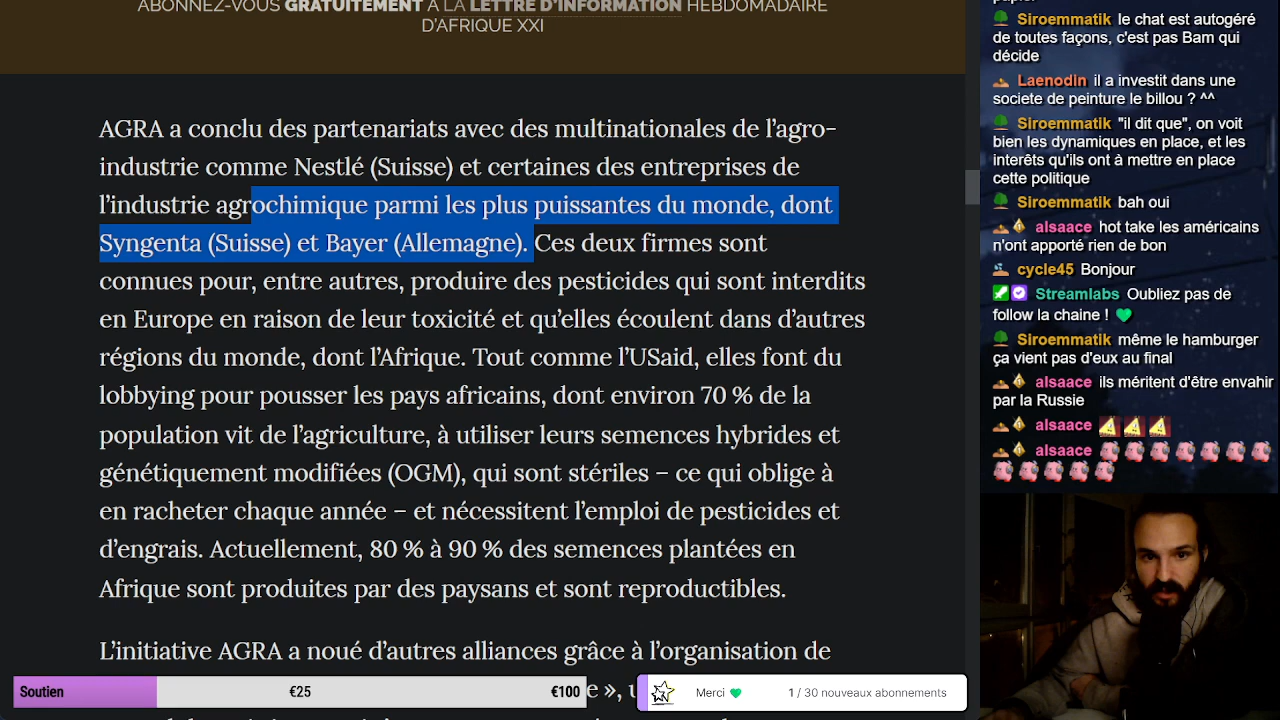 ABONNEZ-VOUS GRATUITEMENT À LA LETTRE D'INFORMATION HEBDOMADAIRE
D'AFRIQUE XXI
AGRA a conclu des partenariats avec des multinationales de l'agro-
industrie comme Nestlé (Suisse) et certaines des entreprises de
l'industrie agrochimique parmi les plus puissantes du monde, dont
Syngenta (Suisse) et Bayer (Allemagne). Ces deux firmes sont
connues pour, entre autres, produire des pesticides qui sont interdits
en Europe en raison de leur toxicité et qu'elles écoulent dans d'autres
régions du monde, dont l'Afrique. Tout comme l'USaid, elles font du
lobbying pour pousser les pays africains, dont environ 70 % de la
population vit de l'agriculture, à utiliser leurs semences hybrides et
génétiquement modifiées (OGM), qui sont stériles – ce qui oblige à
en racheter chaque année – et nécessitent l'emploi de pesticides et
d'engrais. Actuellement, 80 % à 90 % des semences plantées en
Afrique sont produites par des paysans et sont reproductibles.
L'initiative AGRA a noué d'autres alliances grâce à l'organisation de
Soutien €25 €100
Merci 1 / 30 nouveaux abonnements
Siroemmatik le chat est autogéré
de toutes façons, c'est pas Bam qui
décide
Laenodin il a investit dans une
societe de peinture le billou ? ^^
Siroemmatik "il dit que", on voit
bien les dynamiques en place, et les
interêts qu'ils ont à mettre en place
cette politique
Siroemmatik bah oui
alsaace hot take les américains
n'ont apporté rien de bon
cycle45 Bonjour
Streamlabs Oubliez pas de
follow la chaine !
Siroemmatik même le hamburger
ça vient pas d'eux au final
alsaace ils méritent d'être envahir
par la Russie
alsaace
alsaace